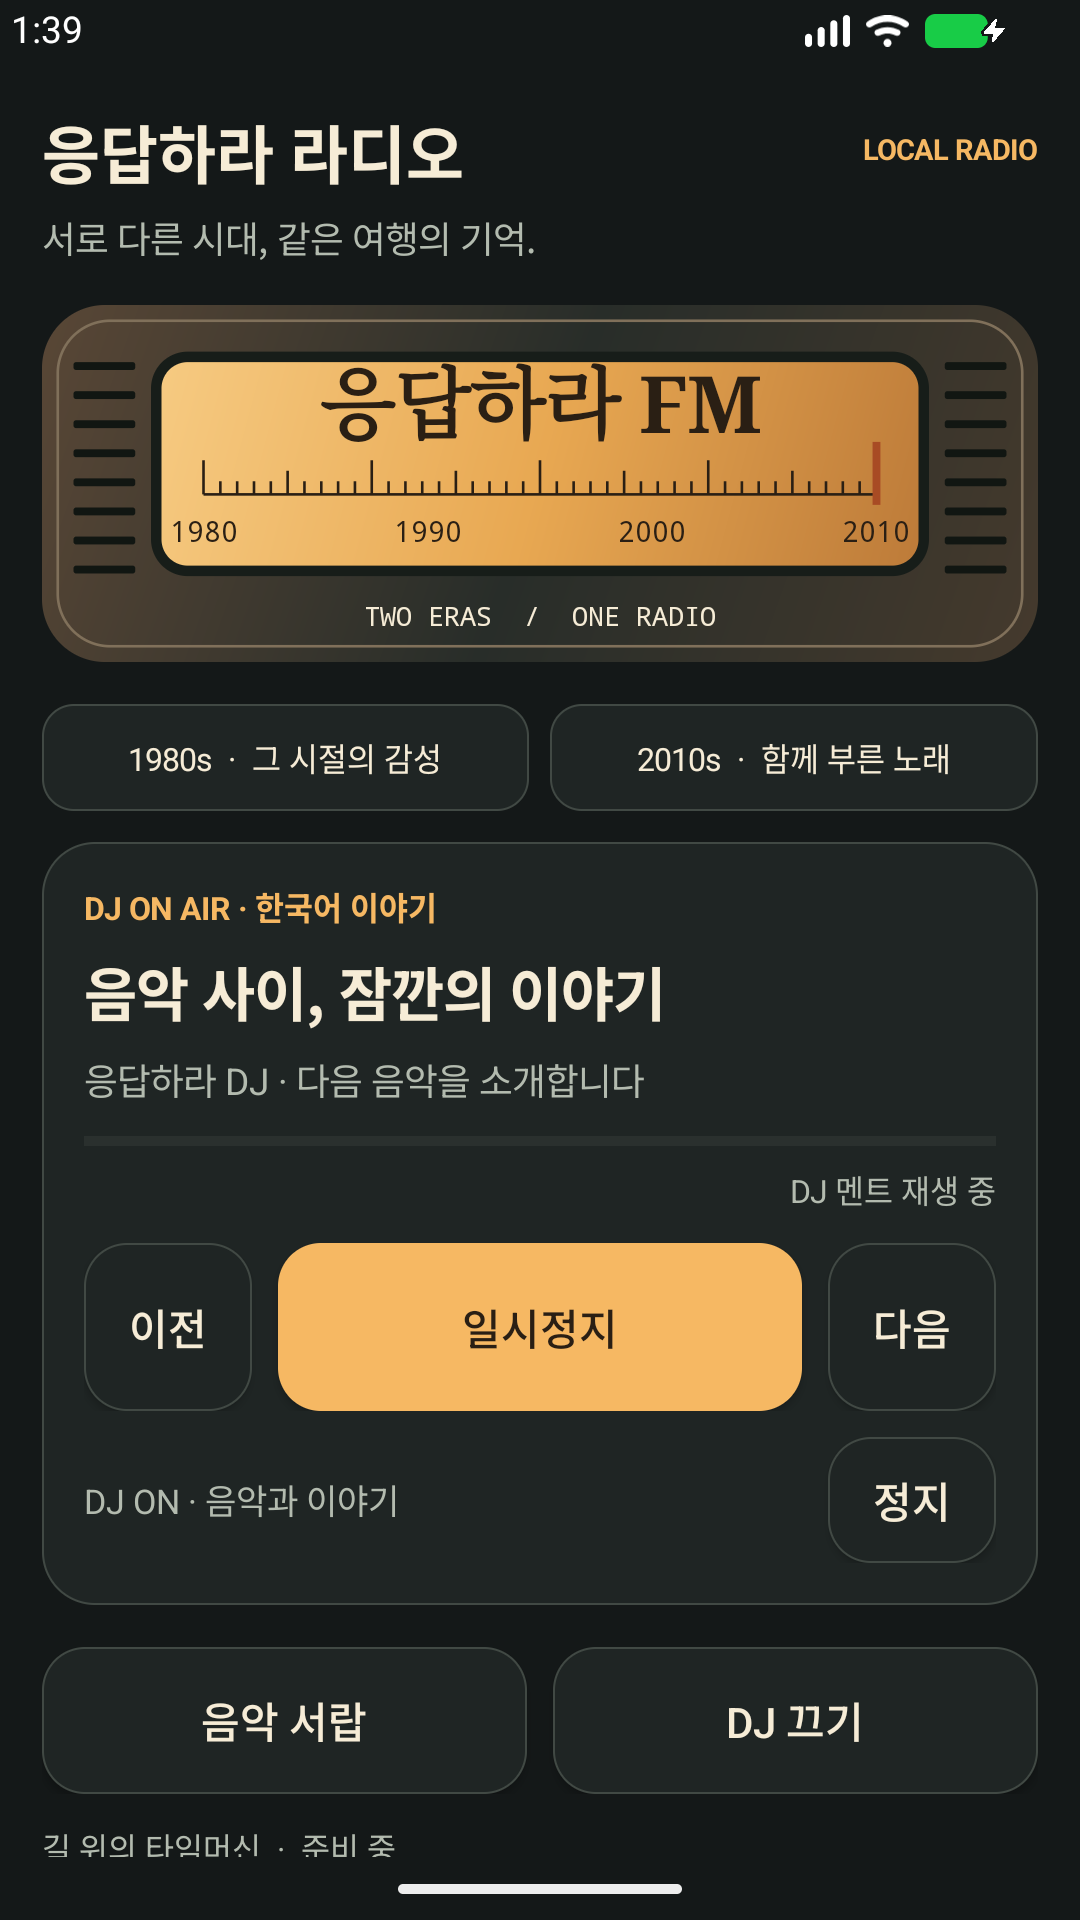 1:39
응답하라 라디오
LOCAL RADIO
서로 다른 시대, 같은 여행의 기억.
응답하라 FM
1980 1990 2000 2010
TWO ERAS / ONE RADIO
1980s · 그 시절의 감성
2010s · 함께 부른 노래
DJ ON AIR · 한국어 이야기
음악 사이, 잠깐의 이야기
응답하라 DJ · 다음 음악을 소개합니다
DJ 멘트 재생 중
이전
일시정지
다음
DJ ON · 음악과 이야기
정지
음악 서랍
DJ 끄기
길 위의 타임머신 · 준비 중